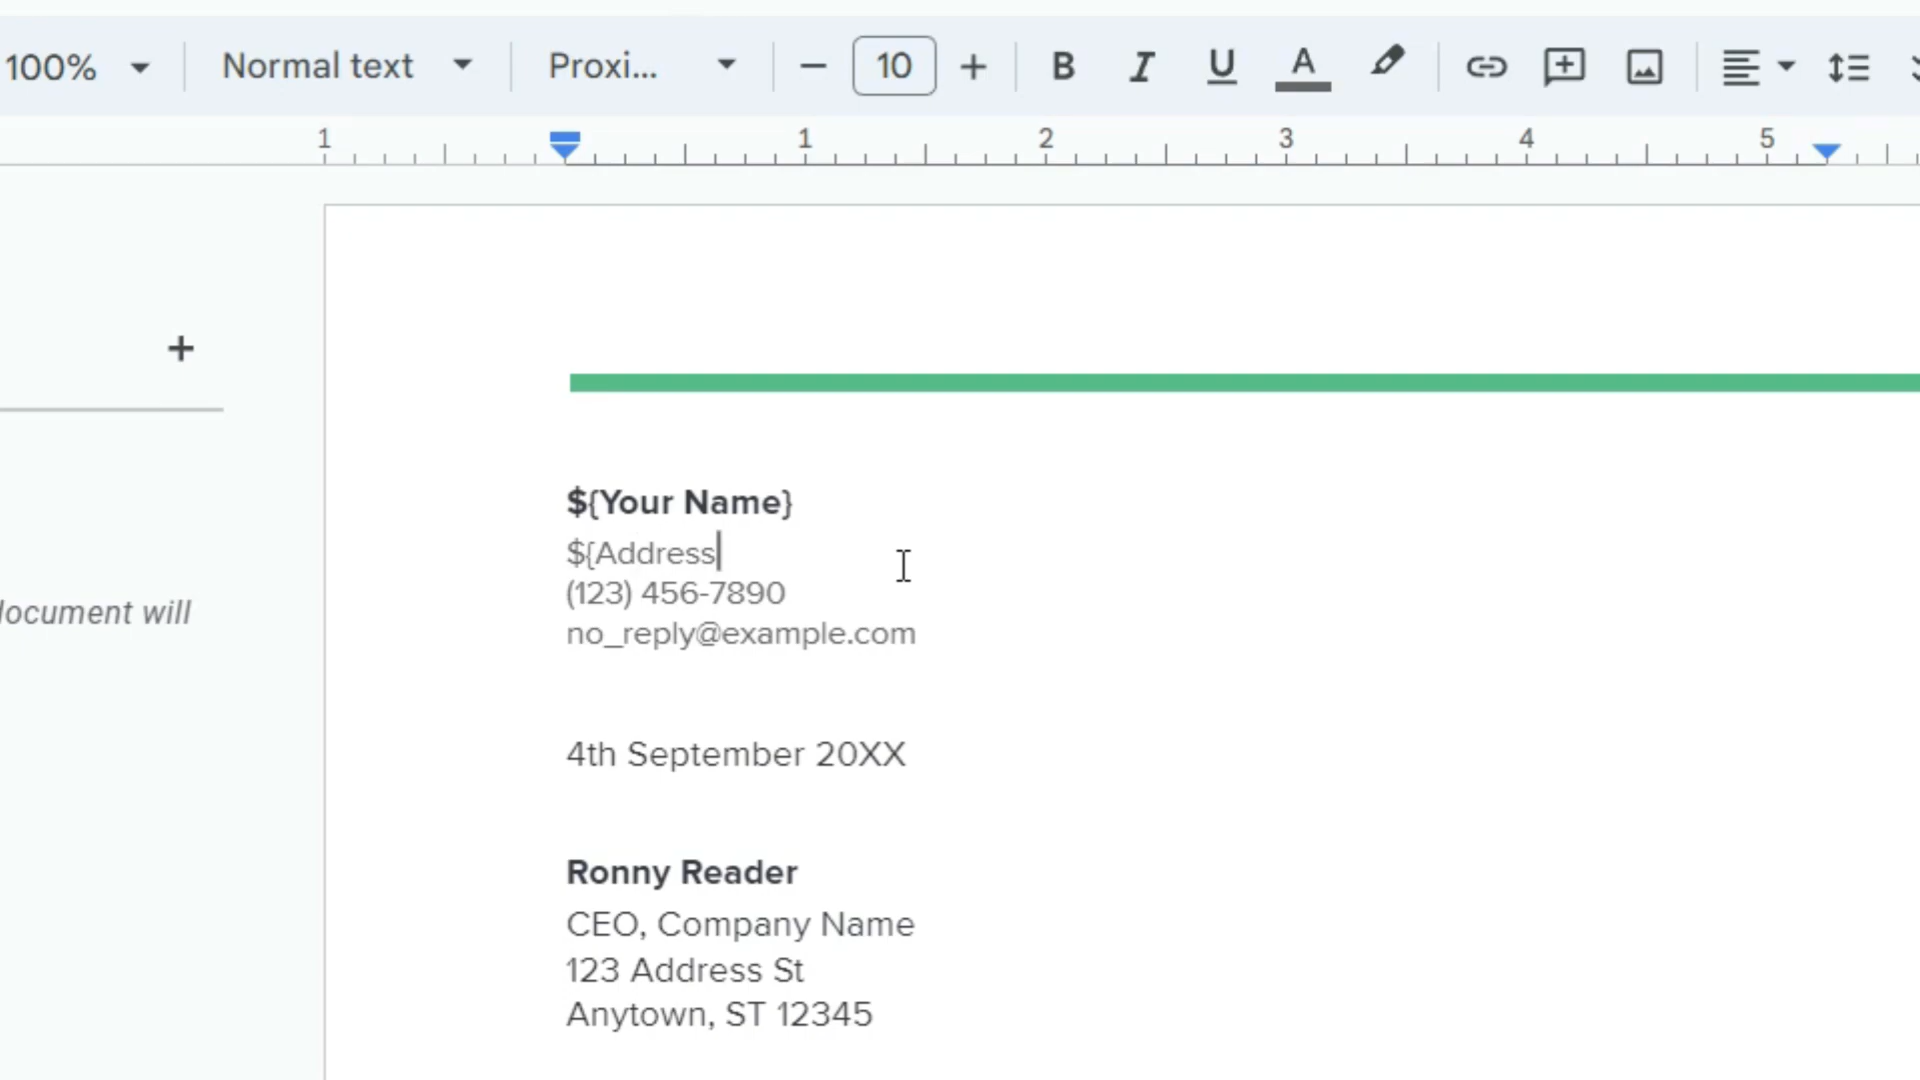 100% Normal text Proxi... 10 B I U A
1 1 2 3 4 5
${Your Name}
${Address
(123) 456-7890
no_reply@example.com
document will
4th September 20XX
Ronny Reader
CEO, Company Name
123 Address St
Anytown, ST 12345